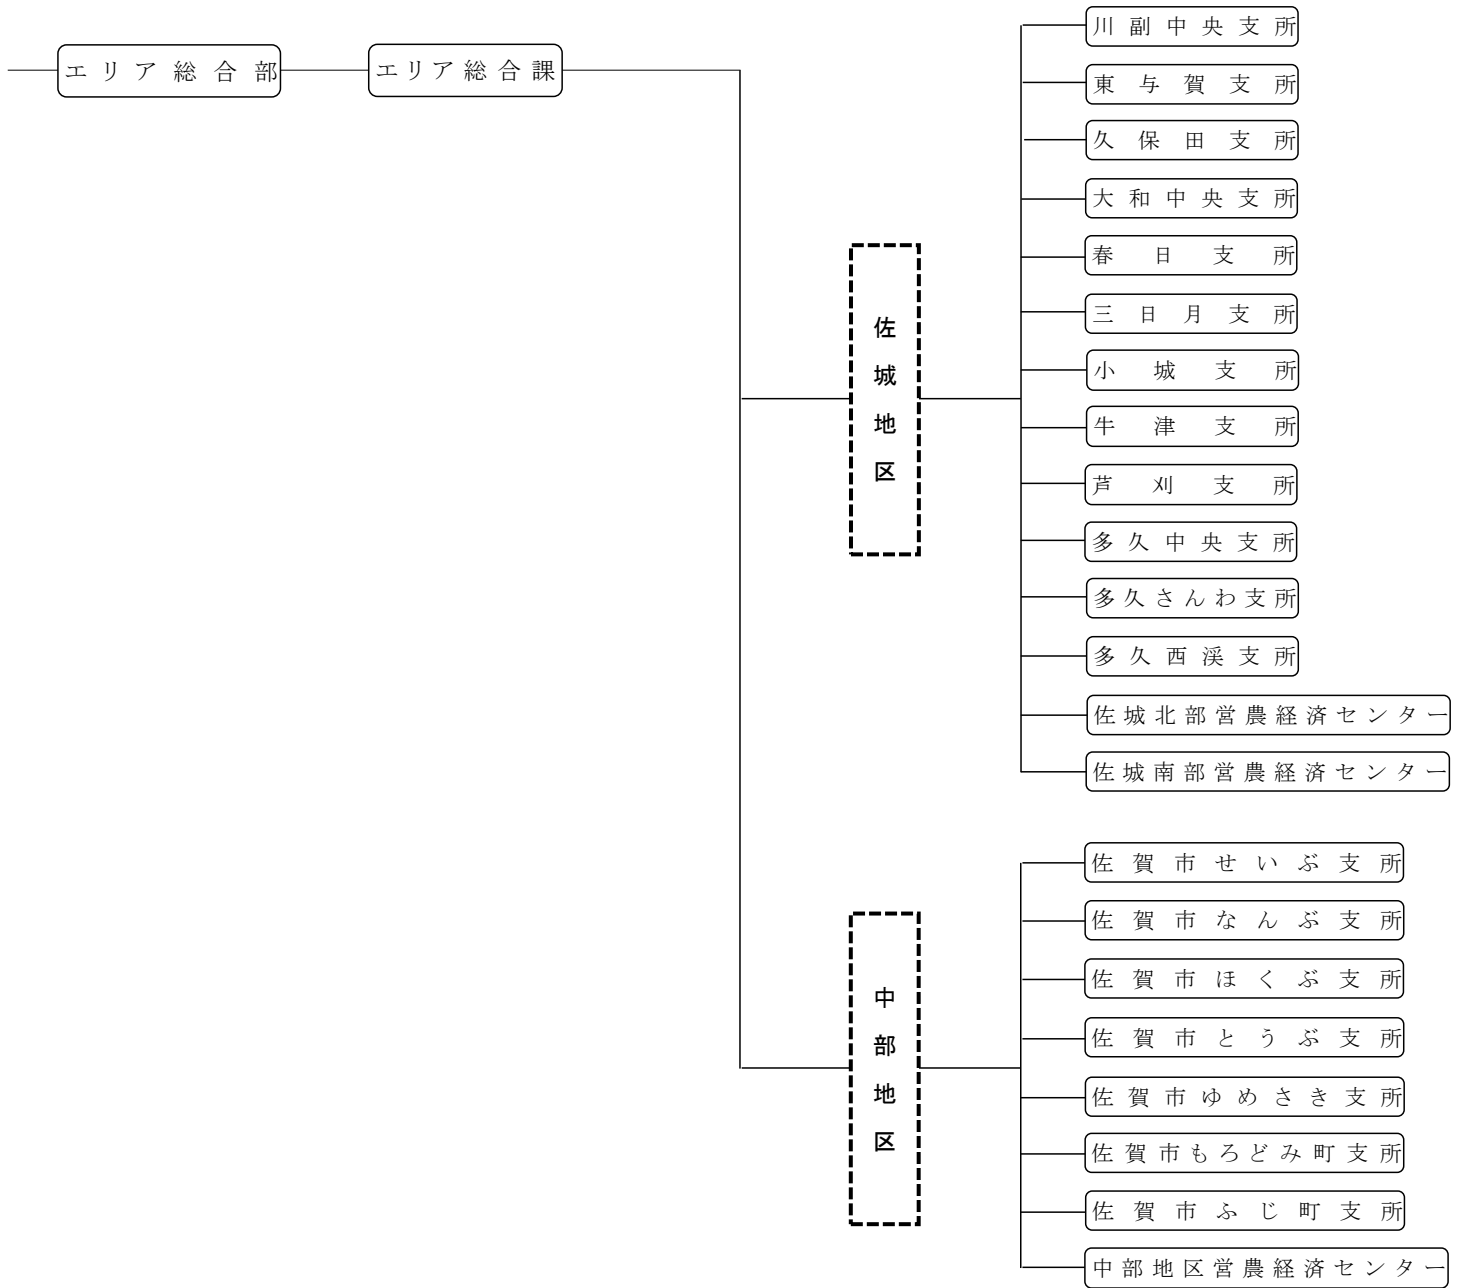 エリア総合部
エリア総合課
佐城地区
川副中央支所
東与賀支所
久保田支所
大和中央支所
春日支所
三日月支所
小城支所
牛津支所
芦刈支所
多久中央支所
多久さんわ支所
多久西渓支所
佐城北部営農経済センター
佐城南部営農経済センター
中部地区
佐賀市せいぶ支所
佐賀市なんぶ支所
佐賀市ほくぶ支所
佐賀市とうぶ支所
佐賀市ゆめさき支所
佐賀市もろどみ町支所
佐賀市ふじ町支所
中部地区営農経済センター